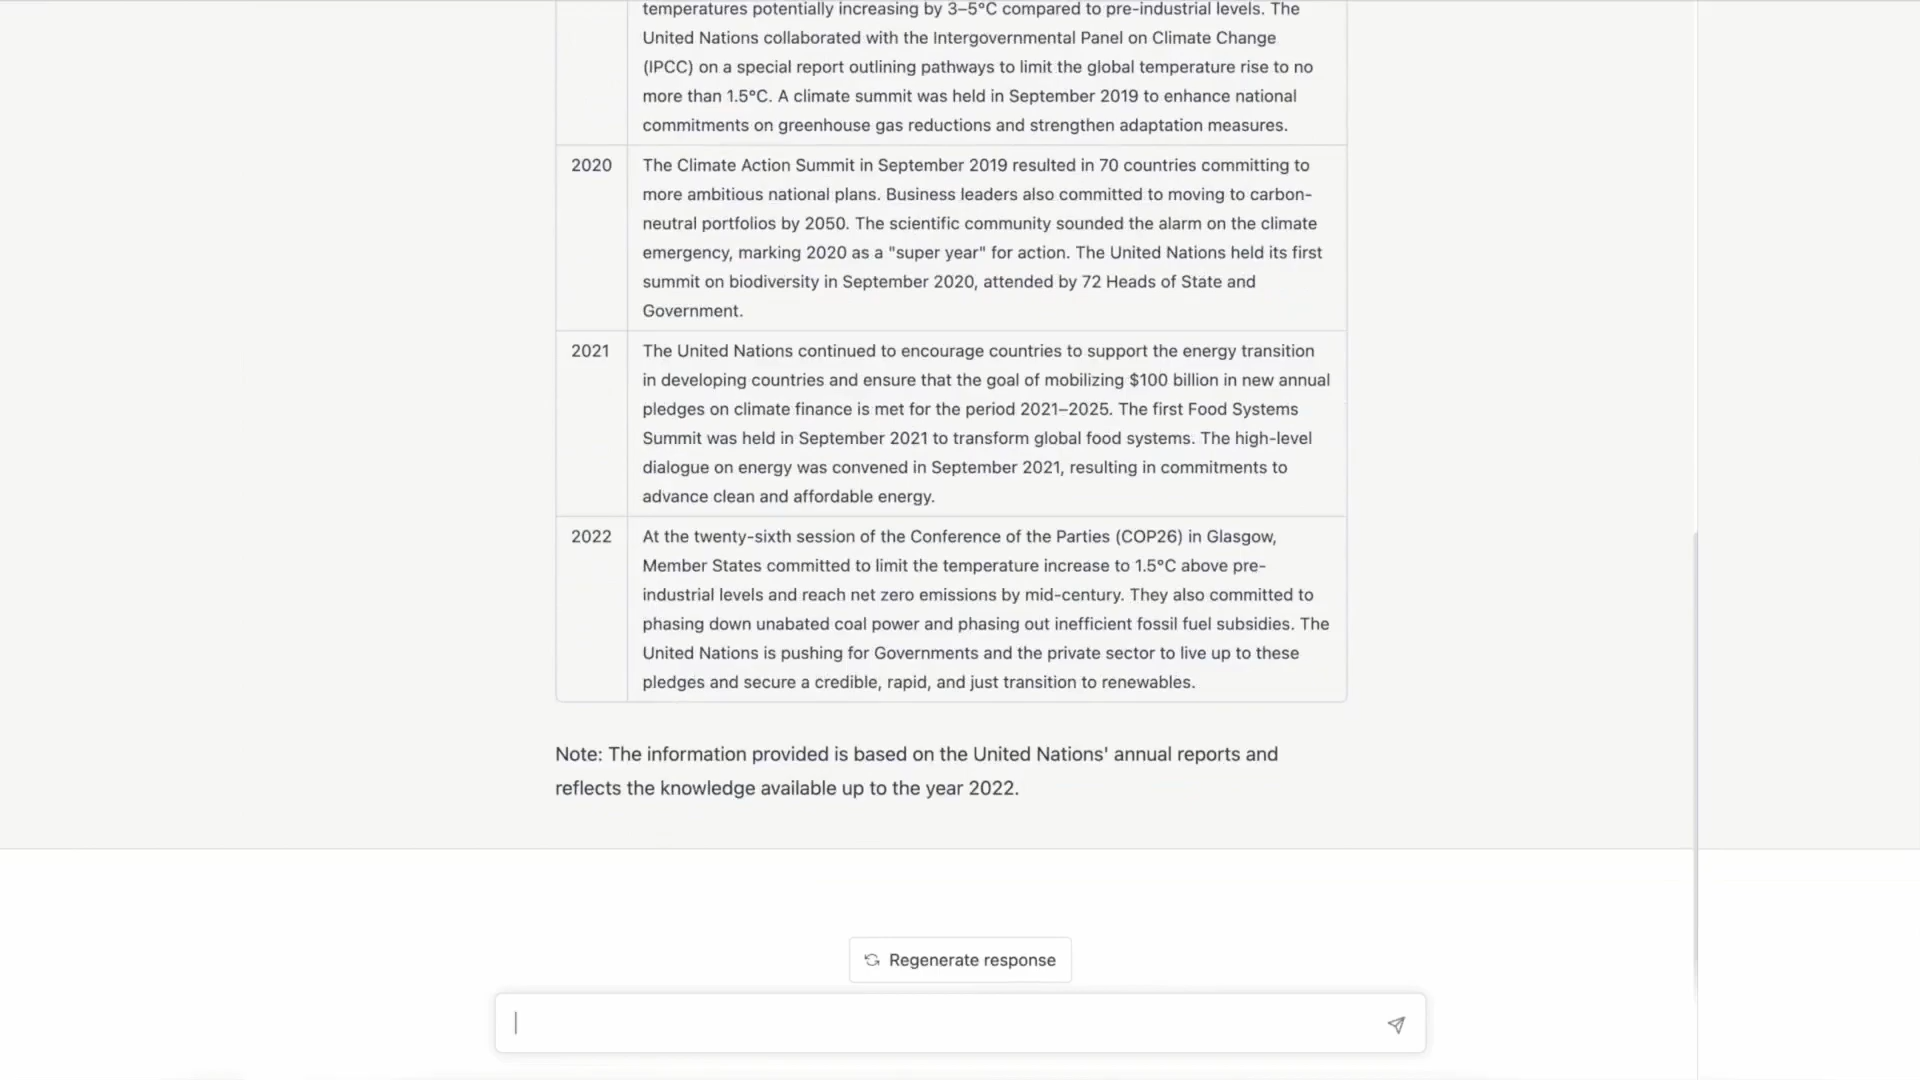 temperatures potentially increasing by 3–5°C compared to pre-industrial levels. The
United Nations collaborated with the Intergovernmental Panel on Climate Change
(IPCC) on a special report outlining pathways to limit the global temperature rise to no
more than 1.5°C. A climate summit was held in September 2019 to enhance national
commitments on greenhouse gas reductions and strengthen adaptation measures.
2020 The Climate Action Summit in September 2019 resulted in 70 countries committing to
more ambitious national plans. Business leaders also committed to moving to carbon-
neutral portfolios by 2050. The scientific community sounded the alarm on the climate
emergency, marking 2020 as a "super year" for action. The United Nations held its first
summit on biodiversity in September 2020, attended by 72 Heads of State and
Government.
2021 The United Nations continued to encourage countries to support the energy transition
in developing countries and ensure that the goal of mobilizing $100 billion in new annual
pledges on climate finance is met for the period 2021–2025. The first Food Systems
Summit was held in September 2021 to transform global food systems. The high-level
dialogue on energy was convened in September 2021, resulting in commitments to
advance clean and affordable energy.
2022 At the twenty-sixth session of the Conference of the Parties (COP26) in Glasgow,
Member States committed to limit the temperature increase to 1.5°C above pre-
industrial levels and reach net zero emissions by mid-century. They also committed to
phasing down unabated coal power and phasing out inefficient fossil fuel subsidies. The
United Nations is pushing for Governments and the private sector to live up to these
pledges and secure a credible, rapid, and just transition to renewables.
Note: The information provided is based on the United Nations' annual reports and
reflects the knowledge available up to the year 2022.
Regenerate response